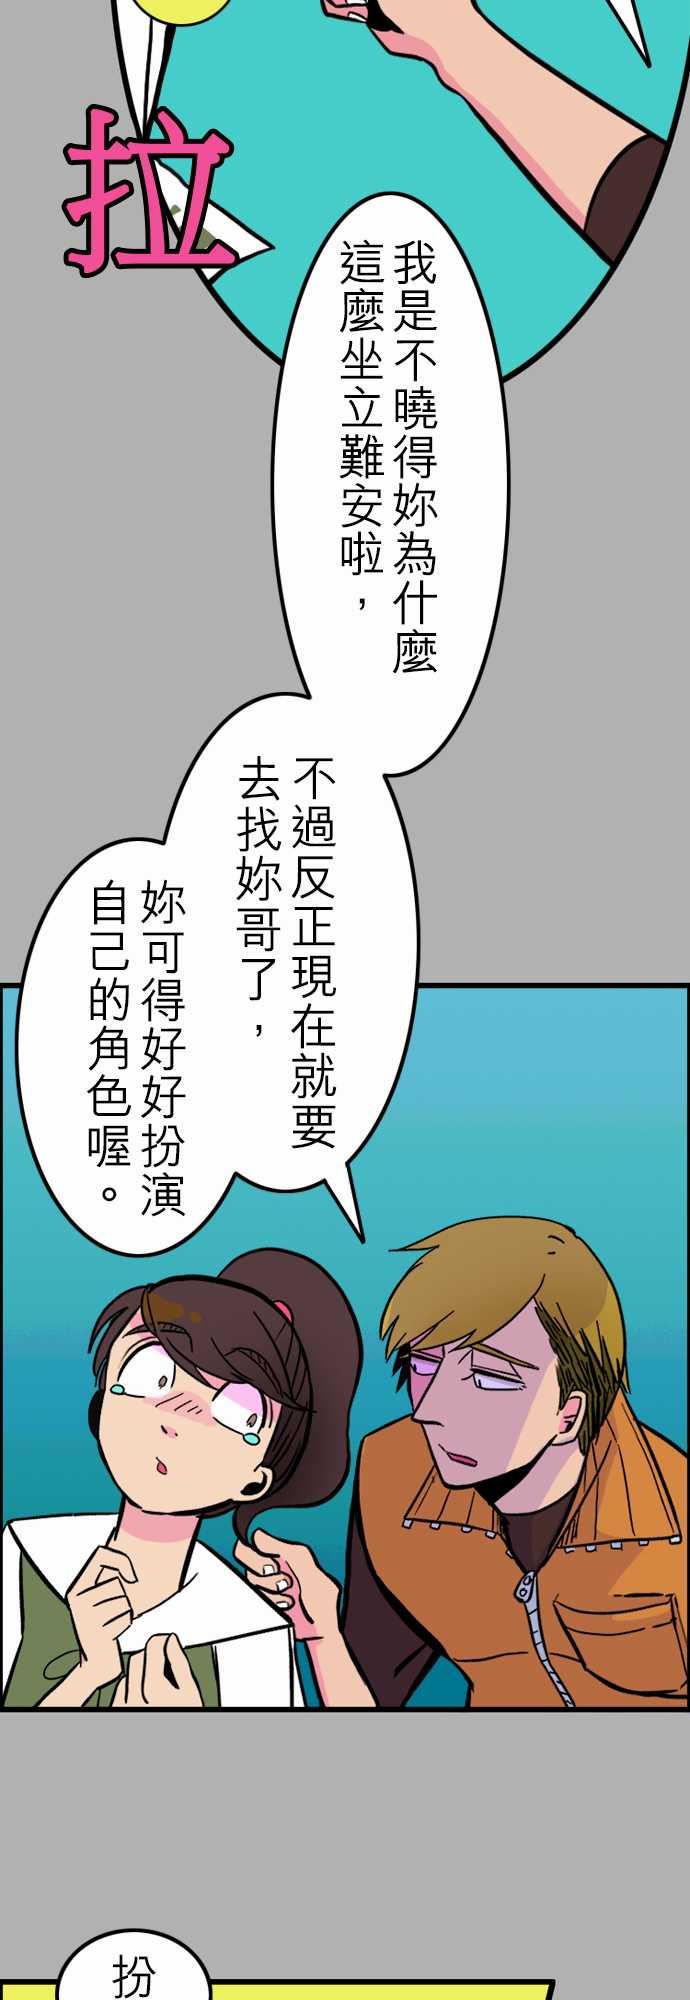 拉
我是不曉得妳為什麼
這麼坐立難安啦，
不過反正現在就要
去找妳哥了，
妳可得好好扮演
自己的角色喔。
扮